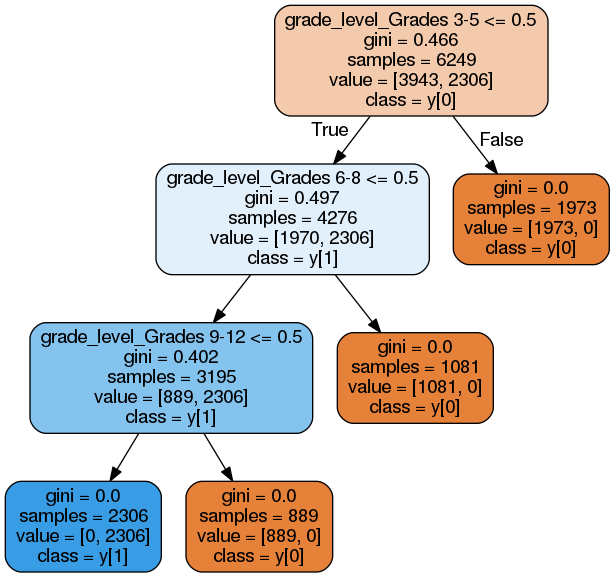 grade_level_Grades 3-5 <= 0.5
gini = 0.466
samples = 6249
value = [3943, 2306]
class = y[0]
True
False
grade_level_Grades 6-8 <= 0.5
gini = 0.497
samples = 4276
value = [1970, 2306]
class = y[1]
gini = 0.0
samples = 1973
value = [1973, 0]
class = y[0]
grade_level_Grades 9-12 <= 0.5
gini = 0.402
samples = 3195
value = [889, 2306]
class = y[1]
gini = 0.0
samples = 1081
value = [1081, 0]
class = y[0]
gini = 0.0
samples = 2306
value = [0, 2306]
class = y[1]
gini = 0.0
samples = 889
value = [889, 0]
class = y[0]